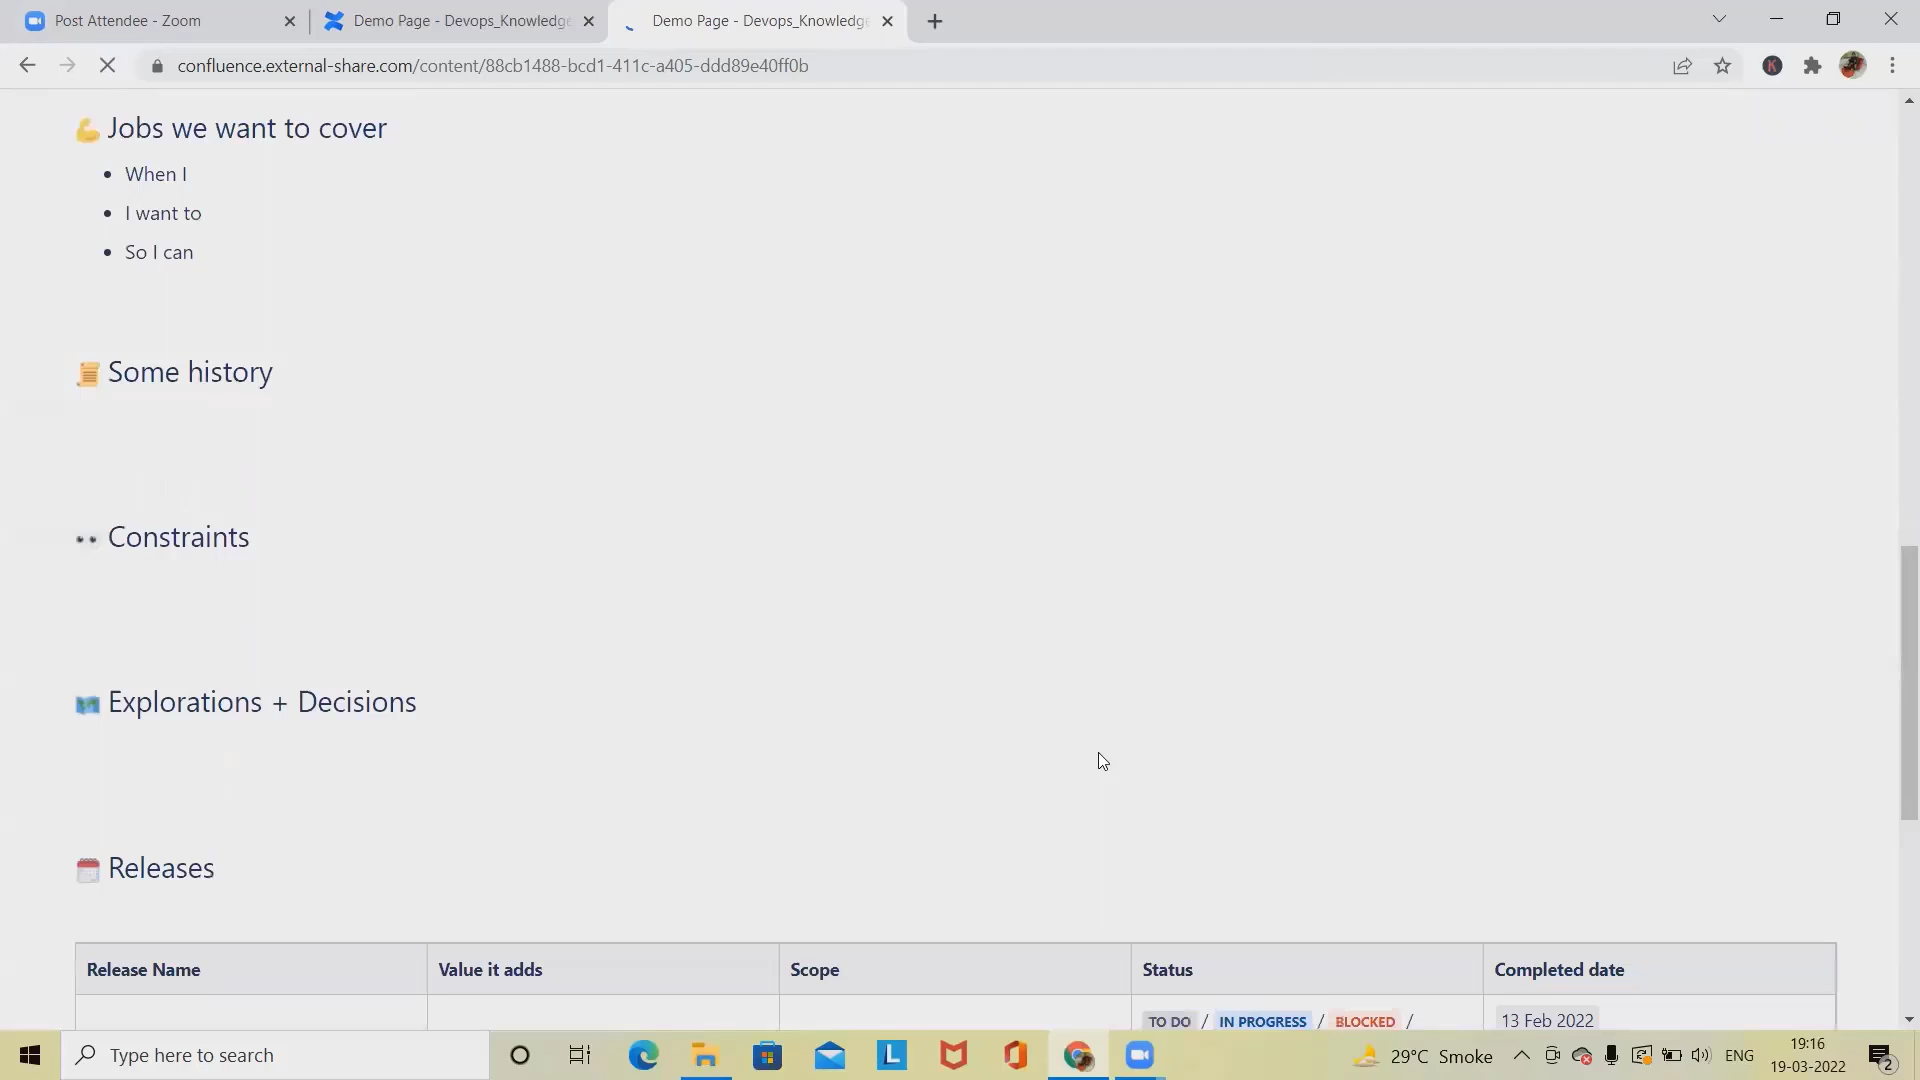 Post Attendee - Zoom
Demo Page - Devops_Knowledge
Demo Page - Devops_Knowledge
confluence.external-share.com/content/88cb1488-bcd1-411c-a405-ddd89e40ff0b
K
Jobs we want to cover
When I
I want to
So I can
Some history
Constraints
Explorations + Decisions
Releases
Release Name Value it adds Scope Status Completed date
TO DO / IN PROGRESS / BLOCKED / 13 Feb 2022
Type here to search
L
29°C Smoke
ENG
19:16
19-03-2022
2